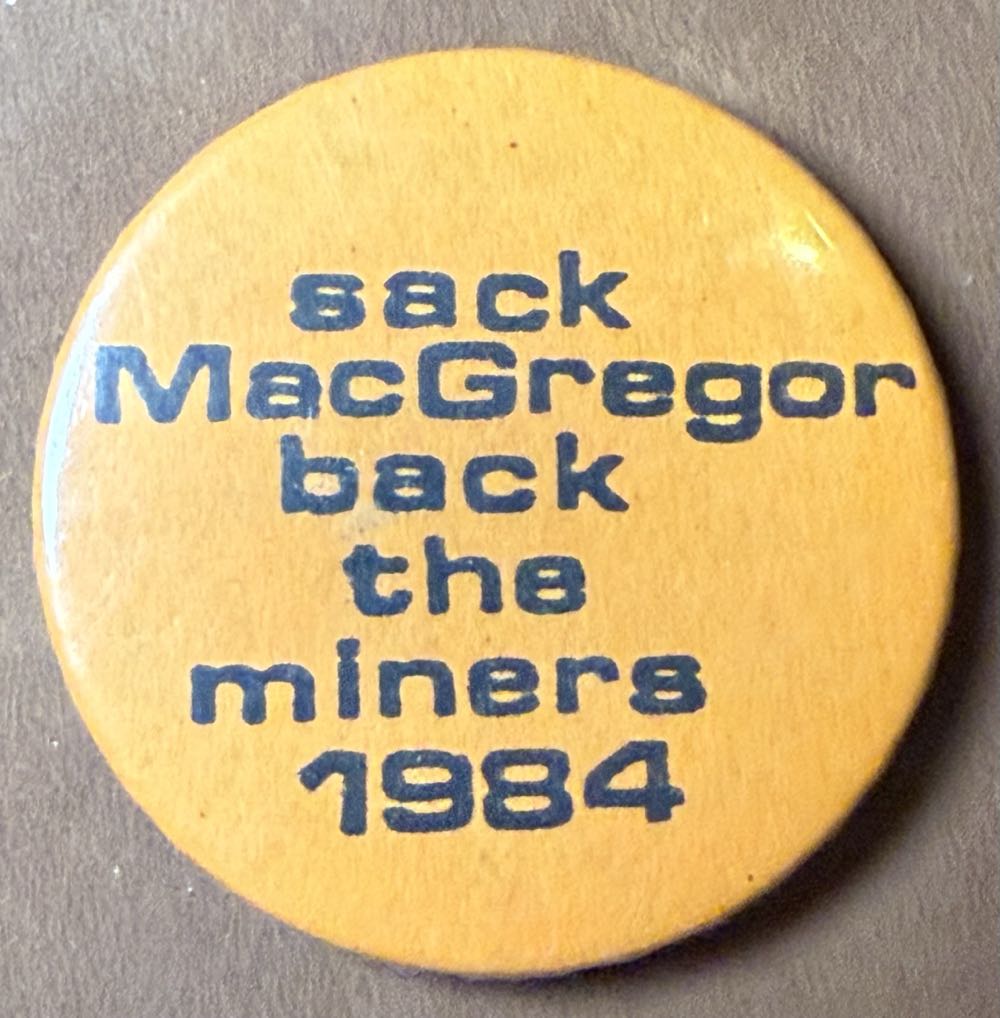 sack
MacGregor
back
the
miners
1984